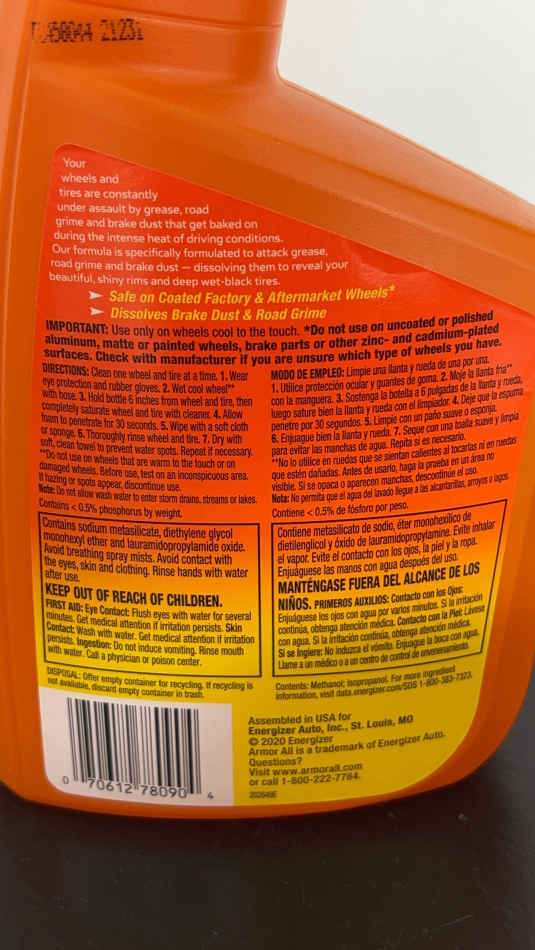 21231
Your
wheels and
tires are constantly
under assault by grease, road
grime and brake dust that get baked on
during the intense heat of driving conditions.
Our formula is specifically formulated to attack grease,
road grime and brake dust — dissolving them to reveal your
beautiful, shiny rims and deep wet-black tires.
➤ Safe on Coated Factory & Aftermarket Wheels*
➤ Dissolves Brake Dust & Road Grime
IMPORTANT: Use only on wheels cool to the touch. *Do not use on uncoated or polished
aluminum, matte or painted wheels, brake parts or other zinc- and cadmium-plated
surfaces. Check with manufacturer if you are unsure which type of wheels you have.
DIRECTIONS: Clean one wheel and tire at a time. 1. Wear
eye protection and rubber gloves. 2. Wet cool wheel**
with hose. 3. Hold bottle 6 inches from wheel and tire, then
completely saturate wheel and tire with cleaner. 4. Allow
foam to penetrate for 30 seconds. 5. Wipe with a soft cloth
or sponge. 6. Thoroughly rinse wheel and tire. 7. Dry with
soft, clean towel to prevent water spots. Repeat if necessary.
**Do not use on wheels that are warm to the touch or on
damaged wheels. Before use, test on an inconspicuous area.
If hazing or spots appear, discontinue use.
Note: Do not allow wash water to enter storm drains, streams or lakes.
Contains < 0.5% phosphorus by weight.
Contains sodium metasilicate, diethylene glycol
monohexyl ether and lauramidopropylamide oxide.
Avoid breathing spray mists. Avoid contact with
the eyes, skin and clothing. Rinse hands with water
after use.
KEEP OUT OF REACH OF CHILDREN.
FIRST AID: Eye Contact: Flush eyes with water for several
minutes. Get medical attention if irritation persists. Skin
Contact: Wash with water. Get medical attention if irritation
persists. Ingestion: Do not induce vomiting. Rinse mouth
with water. Call a physician or poison center.
DISPOSAL: Offer empty container for recycling. If recycling is
not available, discard empty container in trash.
MODO DE EMPLEO: Limpie una llanta y rueda de una por una.
1. Utilice protección ocular y guantes de goma. 2. Moje la llanta fría**
con la manguera. 3. Sostenga la botella a 6 pulgadas de la llanta y rueda,
luego sature bien la llanta y rueda con el limpiador. 4. Deje que la espuma
penetre por 30 segundos. 5. Limpie con un paño suave o esponja.
6. Enjuague bien la llanta y rueda. 7. Seque con una toalla suave y limpia
para evitar las manchas de agua. Repita si es necesario.
**No lo utilice en ruedas que se sientan calientes al tocarlas ni en ruedas
que estén dañadas. Antes de usarlo, haga la prueba en un área no
visible. Si se opaca o aparecen manchas, descontinúe el uso.
Nota: No permita que el agua del lavado llegue a las alcantarillas, arroyos o lagos.
Contiene < 0.5% de fósforo por peso.
Contiene metasilicato de sodio, éter monohexílico de
dietilenglicol y óxido de lauramidopropylamine. Evite inhalar
el vapor. Evite el contacto con los ojos, la piel y la ropa.
Enjuáguese las manos con agua después del uso.
MANTÉNGASE FUERA DEL ALCANCE DE LOS
NIÑOS. PRIMEROS AUXILIOS: Contacto con los Ojos:
Enjuáguese los ojos con agua por varios minutos. Si la irritación
continúa, obtenga atención médica. Contacto con la Piel: Lávese
con agua. Si la irritación continúa, obtenga atención médica.
Si se Ingiere: No induzca el vómito. Enjuague la boca con agua.
Llame a un médico o a un centro de control de envenenamiento.
Contents: Methanol; Isopropanol. For more ingredient
information, visit data.energizer.com/SDS 1-800-383-7323.
Assembled in USA for
Energizer Auto, Inc., St. Louis, MO
© 2020 Energizer
Armor All is a trademark of Energizer Auto.
Questions?
Visit www.armorall.com
or call 1-800-222-7784.
0 70612 78090 4